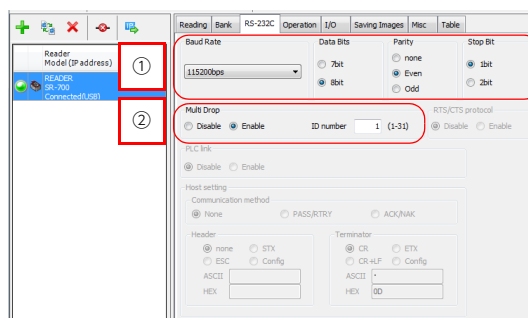 Reading Bank RS-232C Operation I/O Saving Images Misc Table
Reader
Model (IP address)
READER
SR-700
Connected(USB)
①
②
Baud Rate Data Bits Parity Stop Bit
115200bps
7bit
8bit
none
Even
Odd
1bit
2bit
Multi Drop
Disable Enable ID number 1 (1-31)
RTS/CTS protocol
Disable Enable
PLC link
Disable Enable
Host setting
Communication method
None PASS/RTRY ACK/NAK
Header
none STX
ESC Config
ASCII
HEX
Terminator
CR ETX
CR+LF Config
ASCII
HEX 0D